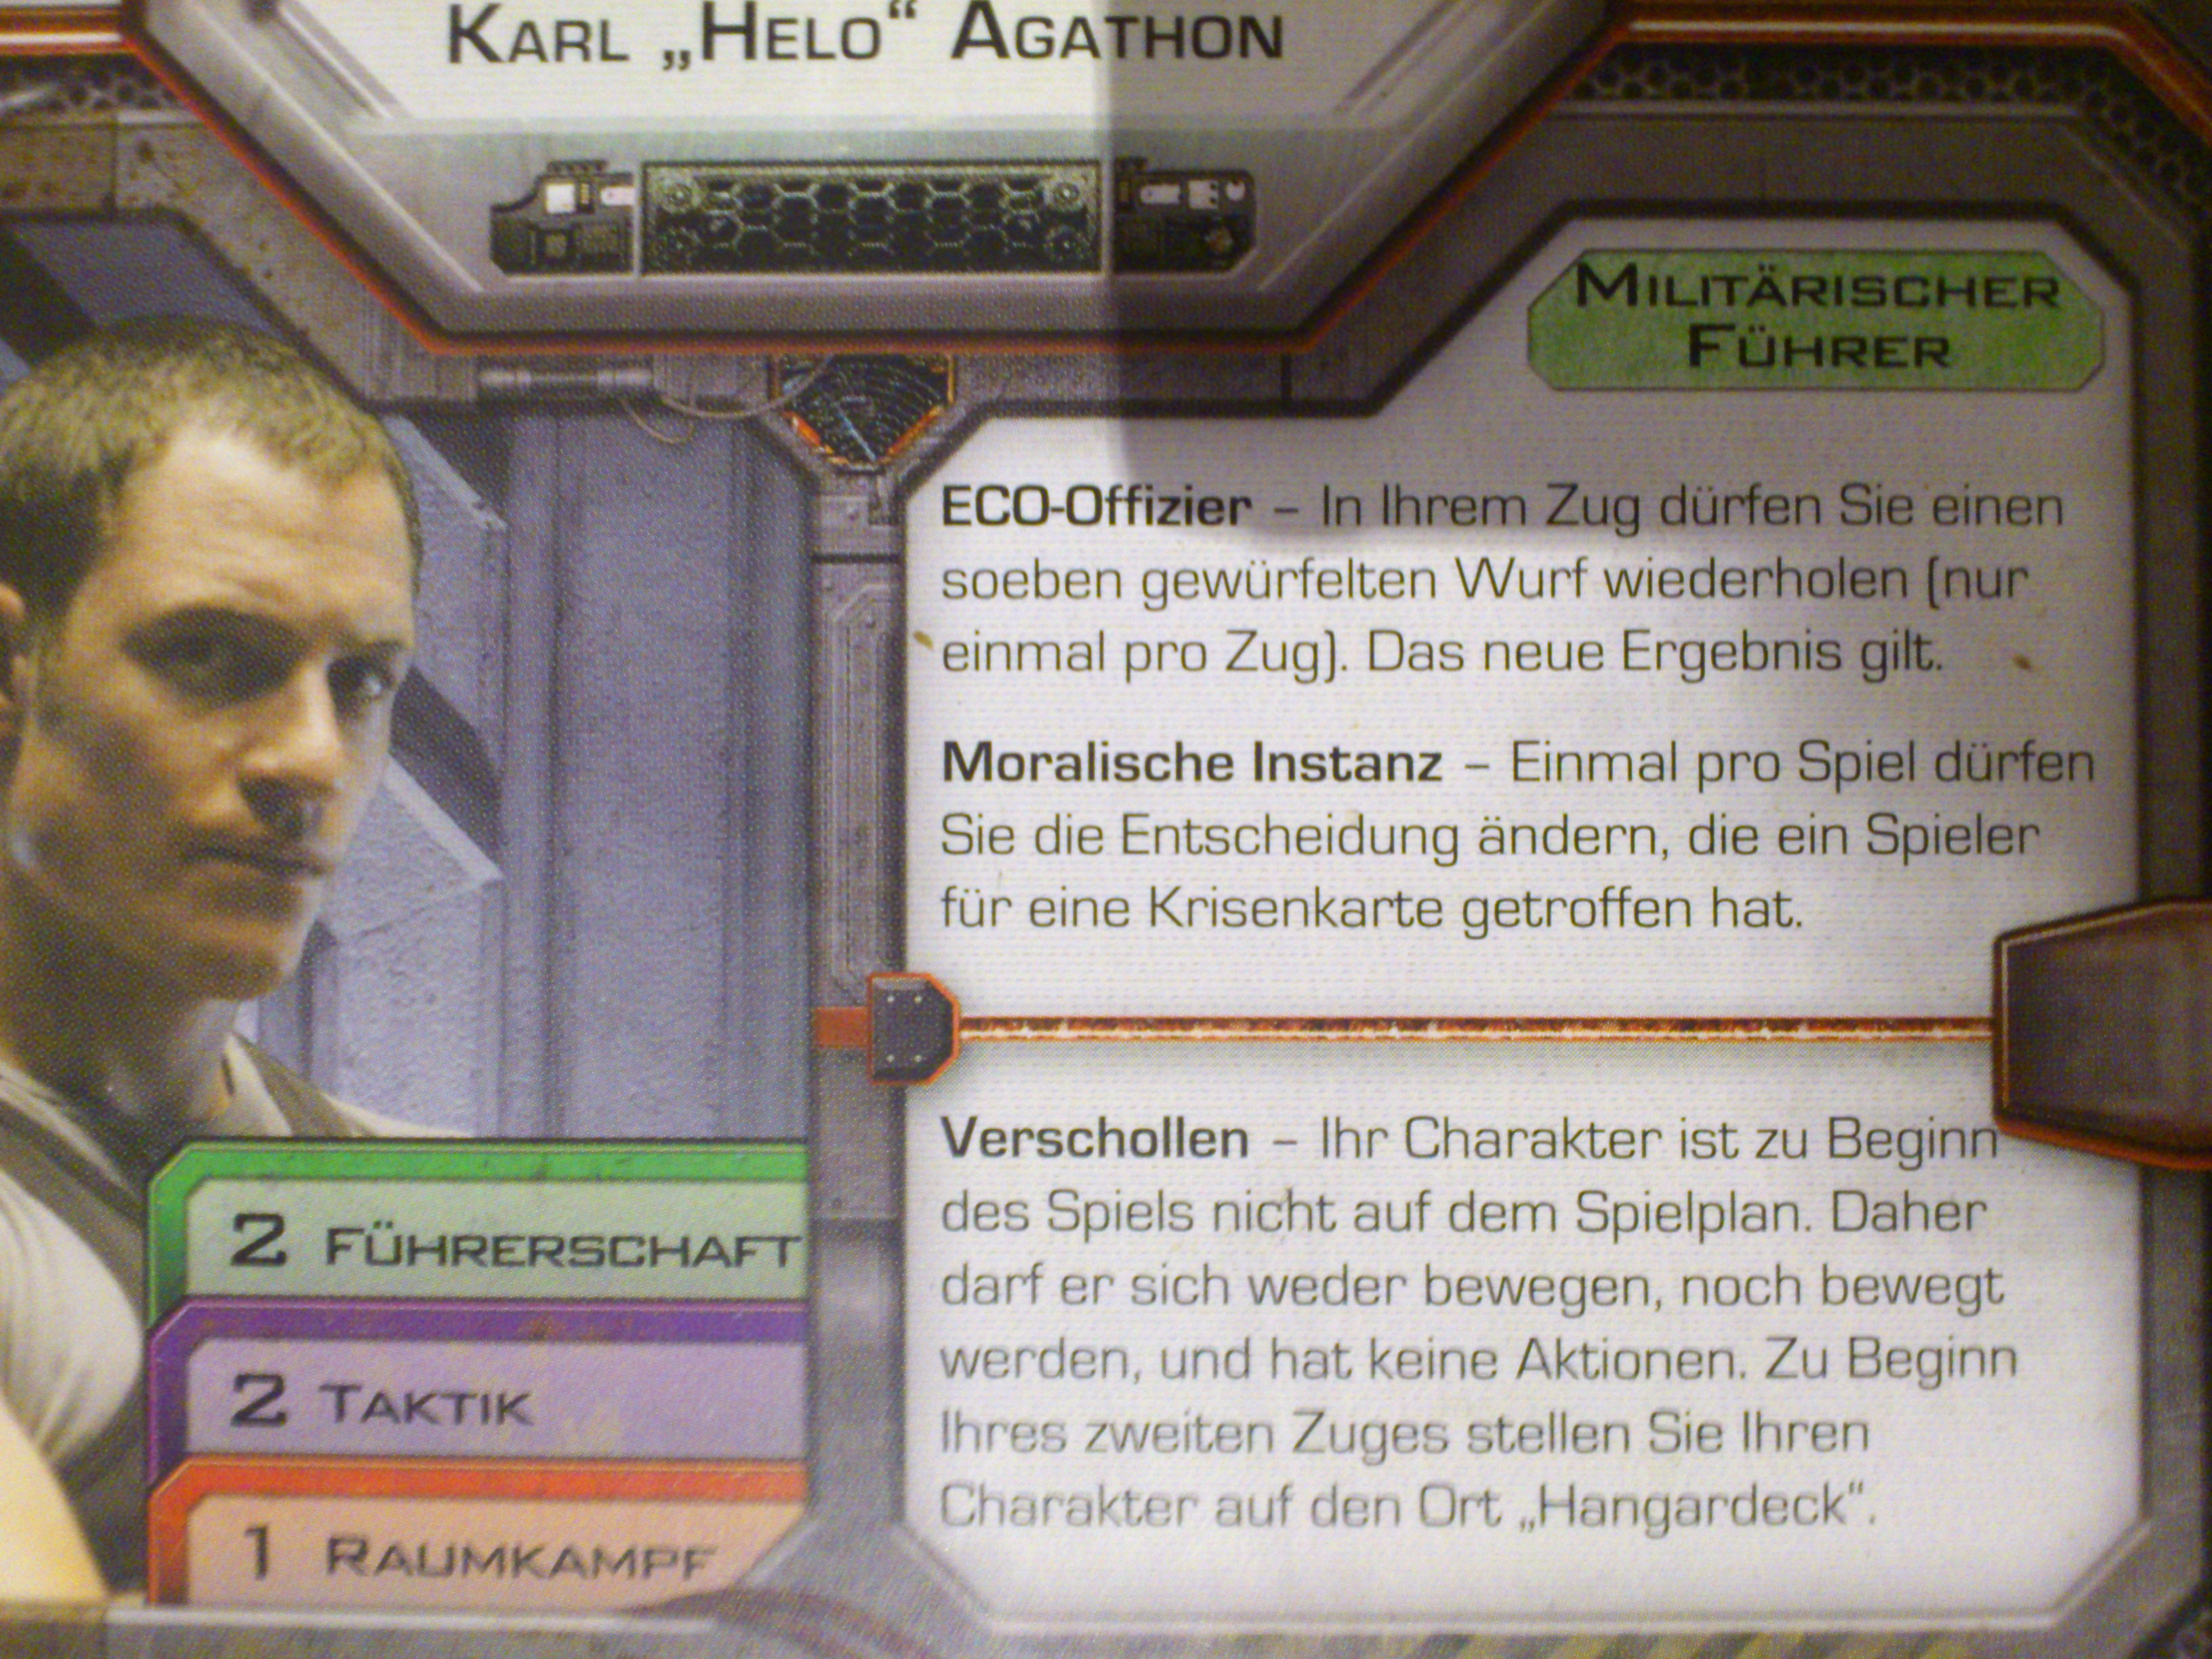 KARL „HELO“ AGATHON
MILITÄRISCHER
FÜHRER
ECO-Offizier – In Ihrem Zug dürfen Sie einen
soeben gewürfelten Wurf wiederholen (nur
einmal pro Zug). Das neue Ergebnis gilt.
Moralische Instanz – Einmal pro Spiel dürfen
Sie die Entscheidung ändern, die ein Spieler
für eine Krisenkarte getroffen hat.
Verschollen – Ihr Charakter ist zu Beginn
des Spiels nicht auf dem Spielplan. Daher
darf er sich weder bewegen, noch bewegt
werden, und hat keine Aktionen. Zu Beginn
Ihres zweiten Zuges stellen Sie Ihren
Charakter auf den Ort „Hangardeck“.
2 FÜHRERSCHAFT
2 TAKTIK
1 RAUMKAMPF